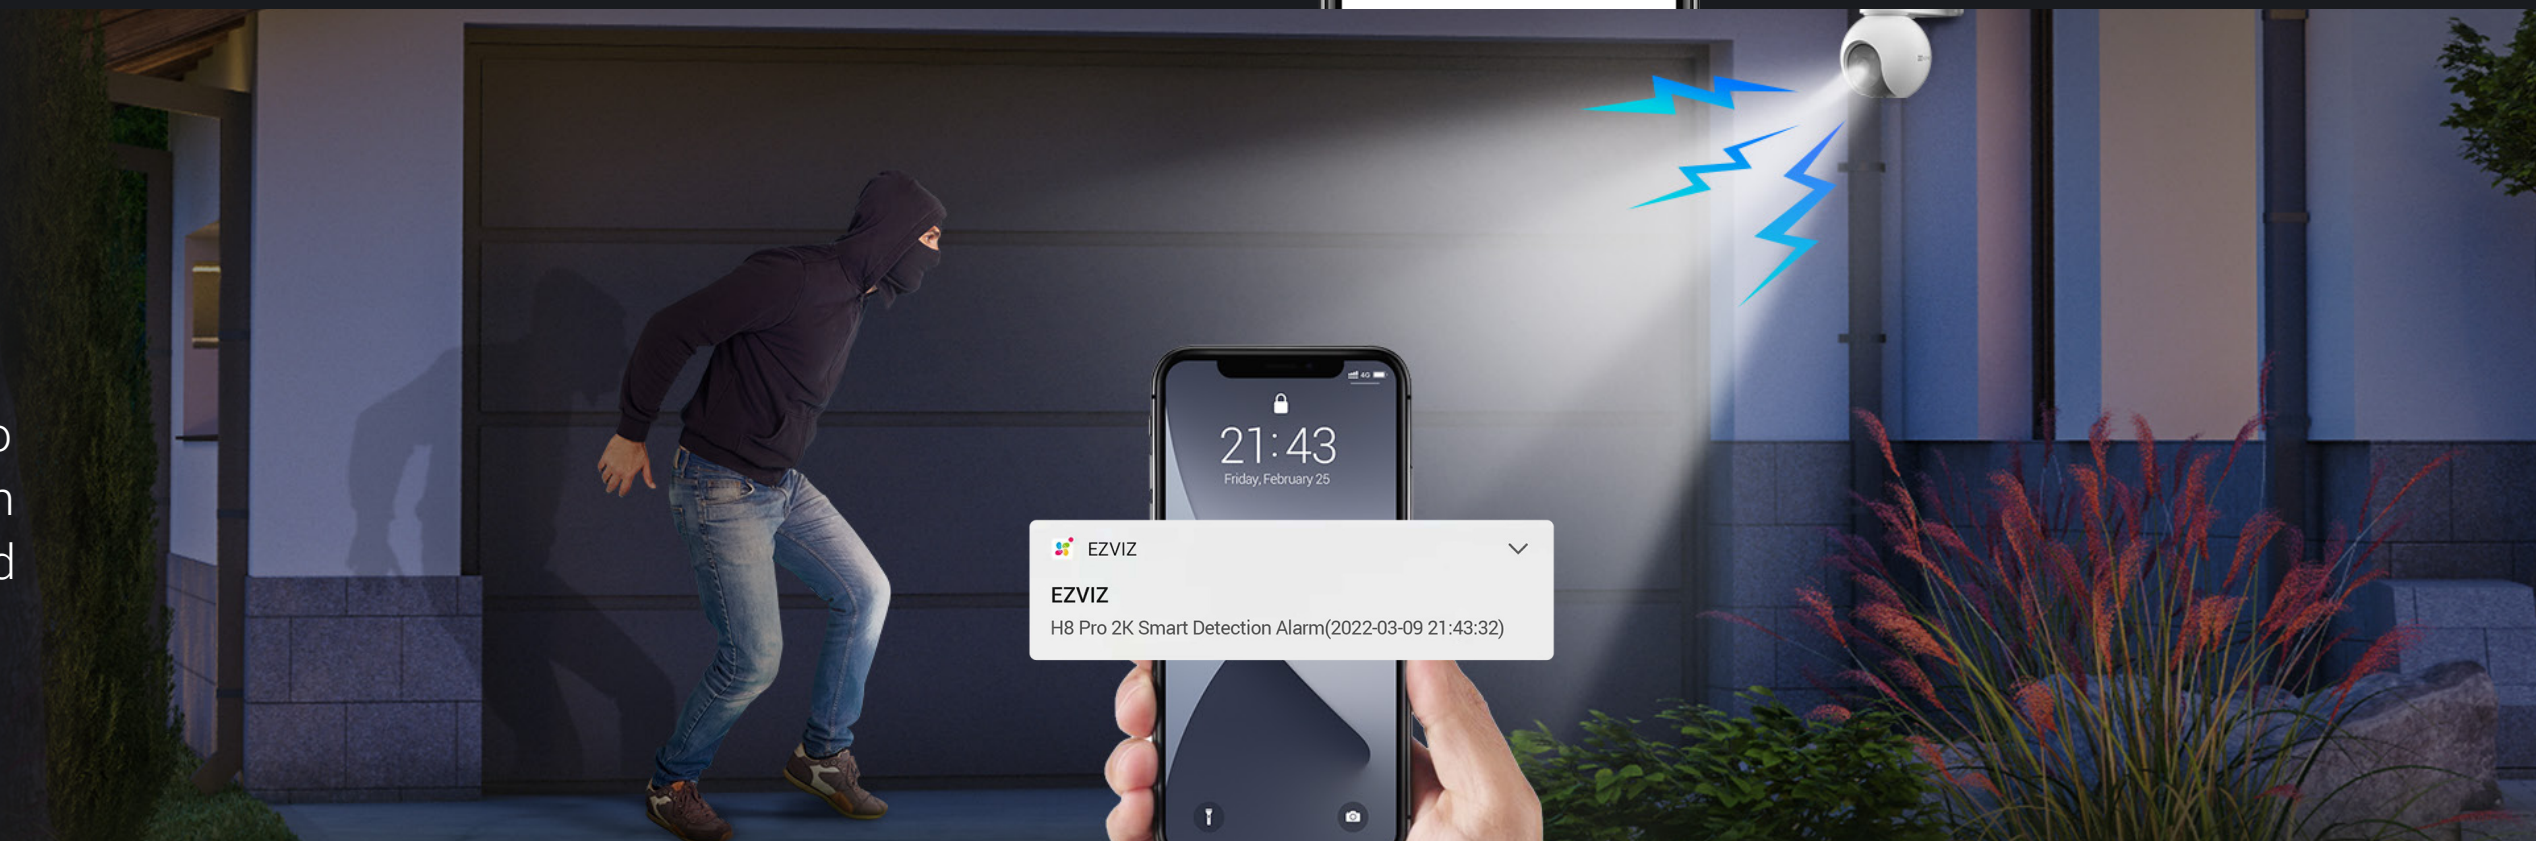 o
n
d
4G
21:43
Friday, February 25
EZVIZ
EZVIZ
H8 Pro 2K Smart Detection Alarm(2022-03-09 21:43:32)